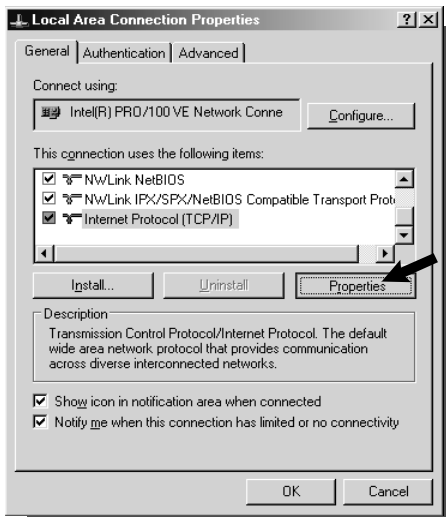 Local Area Connection Properties
General Authentication Advanced
Connect using:
Intel(R) PRO/100 VE Network Conne
Configure...
This connection uses the following items:
NWLink NetBIOS
NWLink IPX/SPX/NetBIOS Compatible Transport Proto
Internet Protocol (TCP/IP)
Install... Uninstall Properties
Description
Transmission Control Protocol/Internet Protocol. The default
wide area network protocol that provides communication
across diverse interconnected networks.
Show icon in notification area when connected
Notify me when this connection has limited or no connectivity
OK Cancel